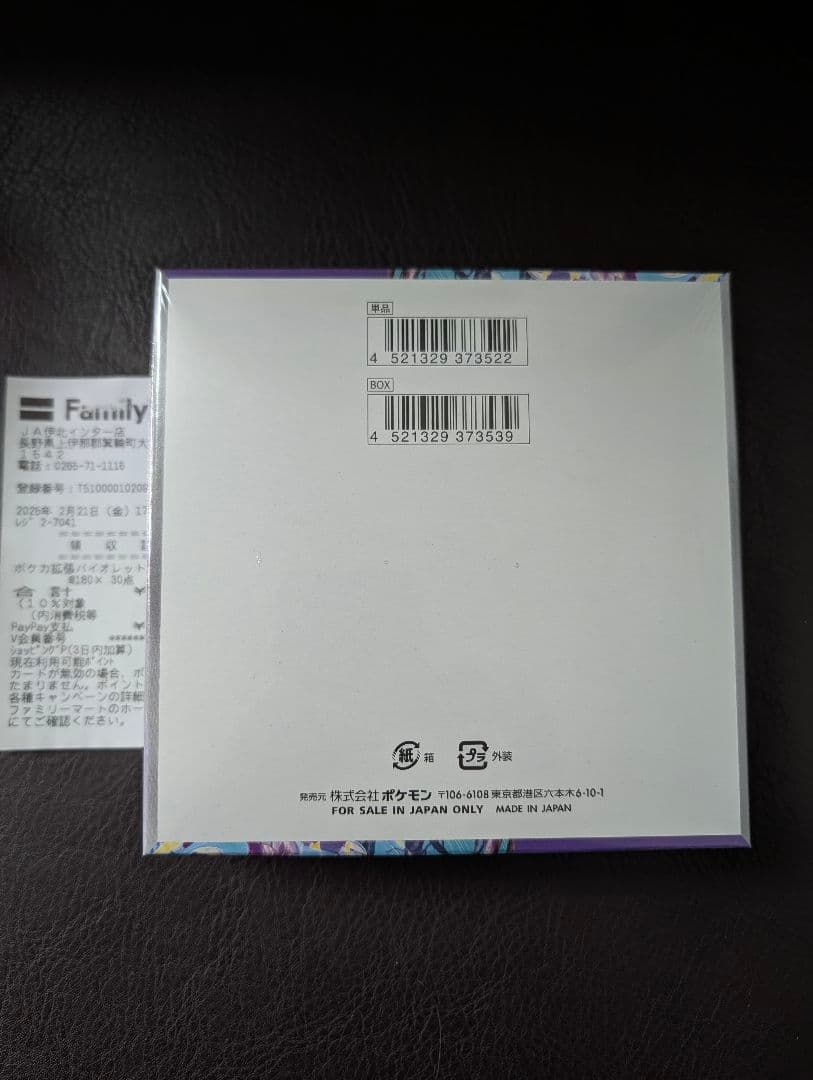 Family
JA伊北インター店
長野県上伊那郡箕輪町大
1542
電話:0265-71-1116
登録番号:T5100001020
2025年 2月21日(金)17
ﾚｼﾞ 2-7041
領 収
ポケカ拡張バイオレット
@180× 30点
合 計 ¥
(10%対象
(内消費税等
PayPay支払 ¥
V会員番号 ******
ｼｮｯﾋﾟﾝｸﾞP(3日内加算)
現在利用可能ﾎﾟｲﾝﾄ
カードが無効の場合、ポ
たまりません。ポイント
各種キャンペーンの詳細
ファミリーマートのホー
にてご確認ください。
単品
4 521329 373522
BOX
4 521329 373539
紙 箱 プラ 外装
発売元 株式会社ポケモン 〒106-6108 東京都港区六本木6-10-1
FOR SALE IN JAPAN ONLY MADE IN JAPAN